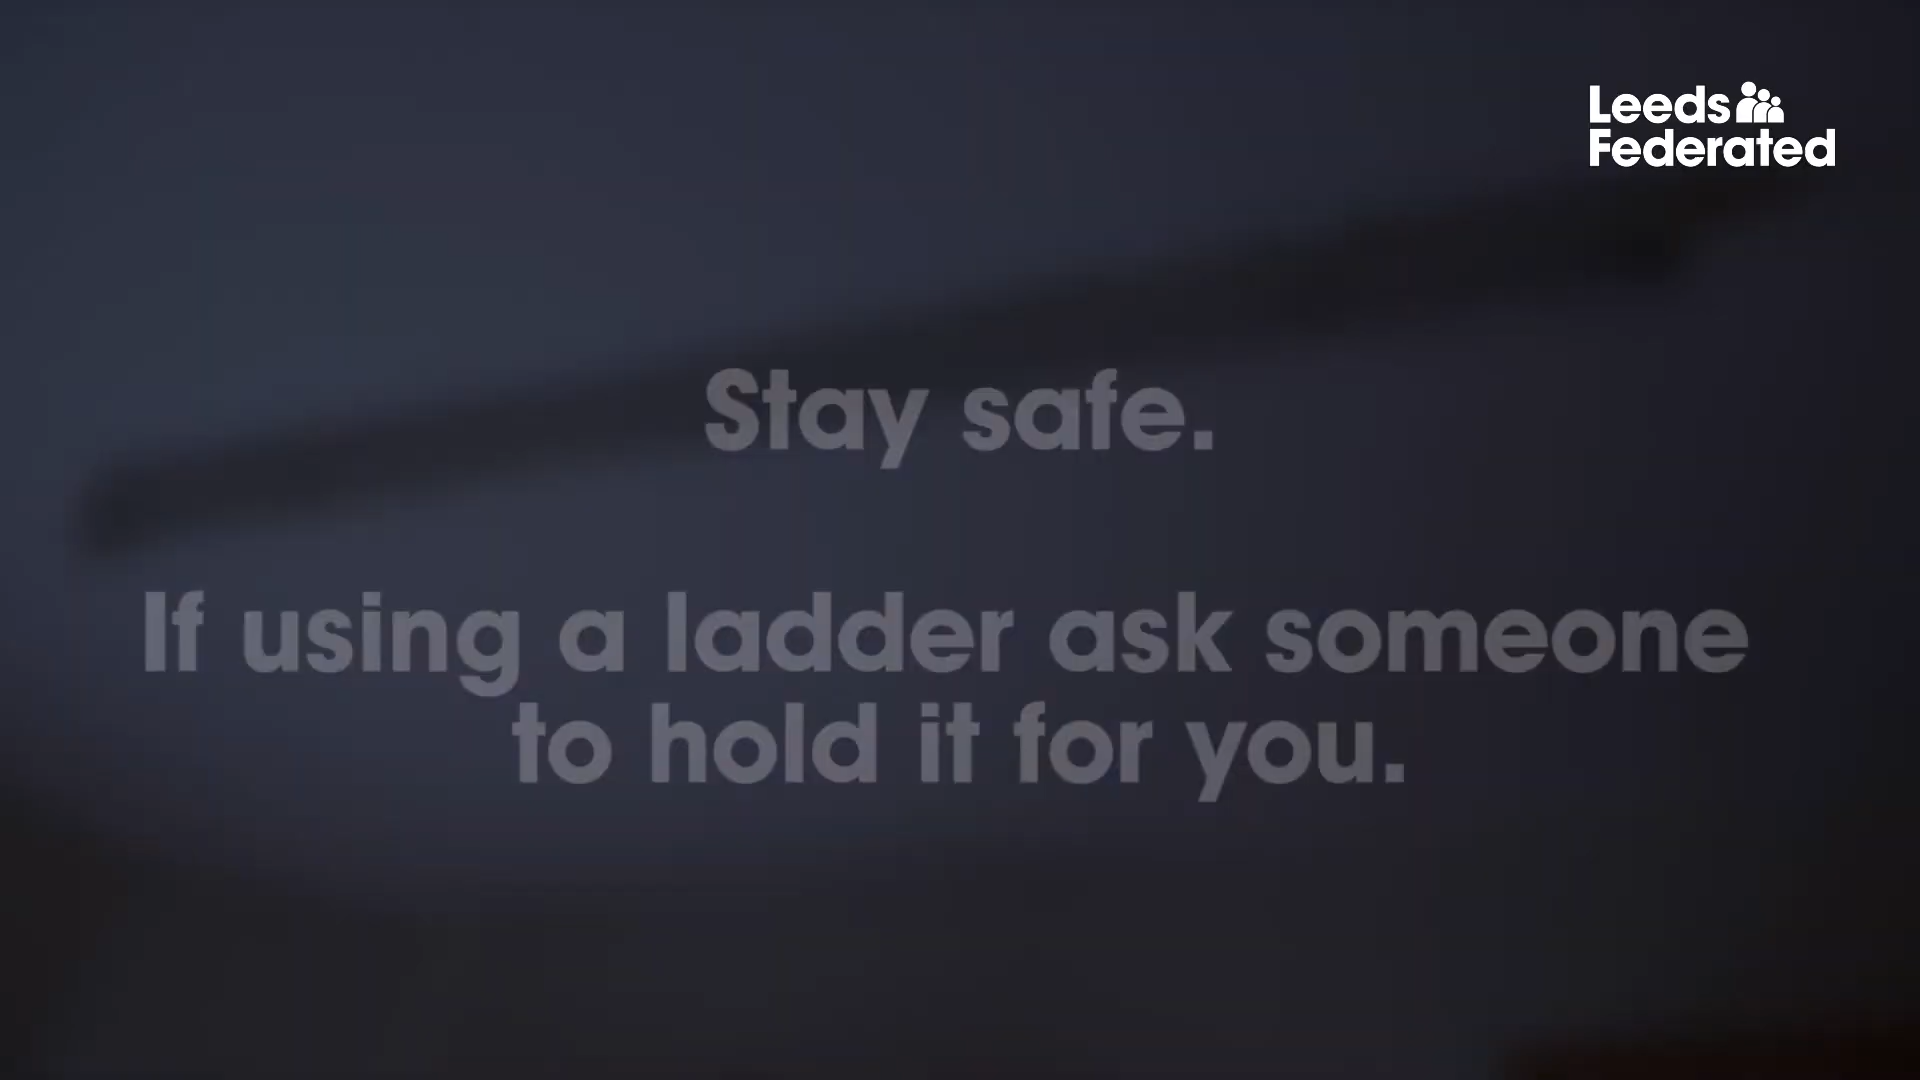 Leeds
Federated
Stay safe.
If using a ladder ask someone
to hold it for you.